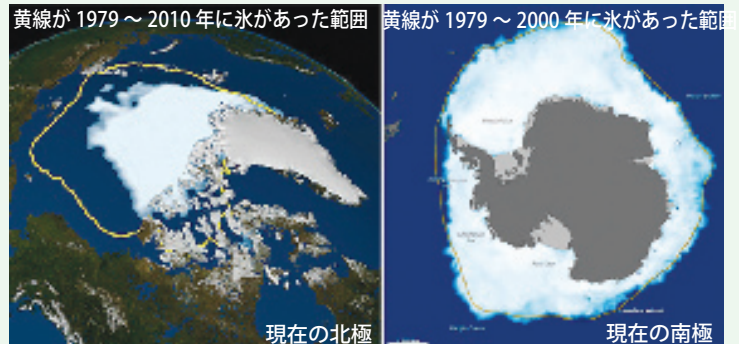 黄線が 1979 ～ 2010 年に氷があった範囲
黄線が 1979 ～ 2000 年に氷があった範囲
現在の北極
現在の南極